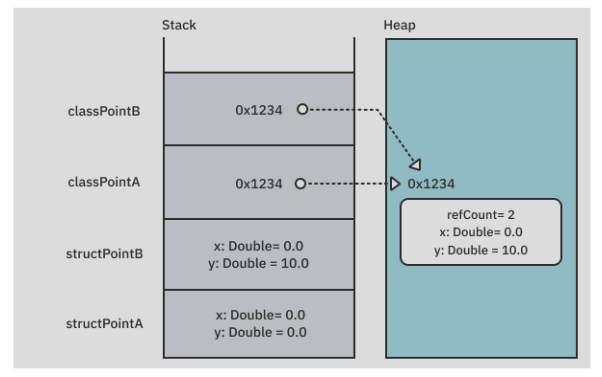 Stack
Heap
classPointB
0x1234
classPointA
0x1234
0x1234
refCount= 2
x: Double= 0.0
y: Double = 10.0
structPointB
x: Double= 0.0
y: Double = 10.0
structPointA
x: Double= 0.0
y: Double = 0.0